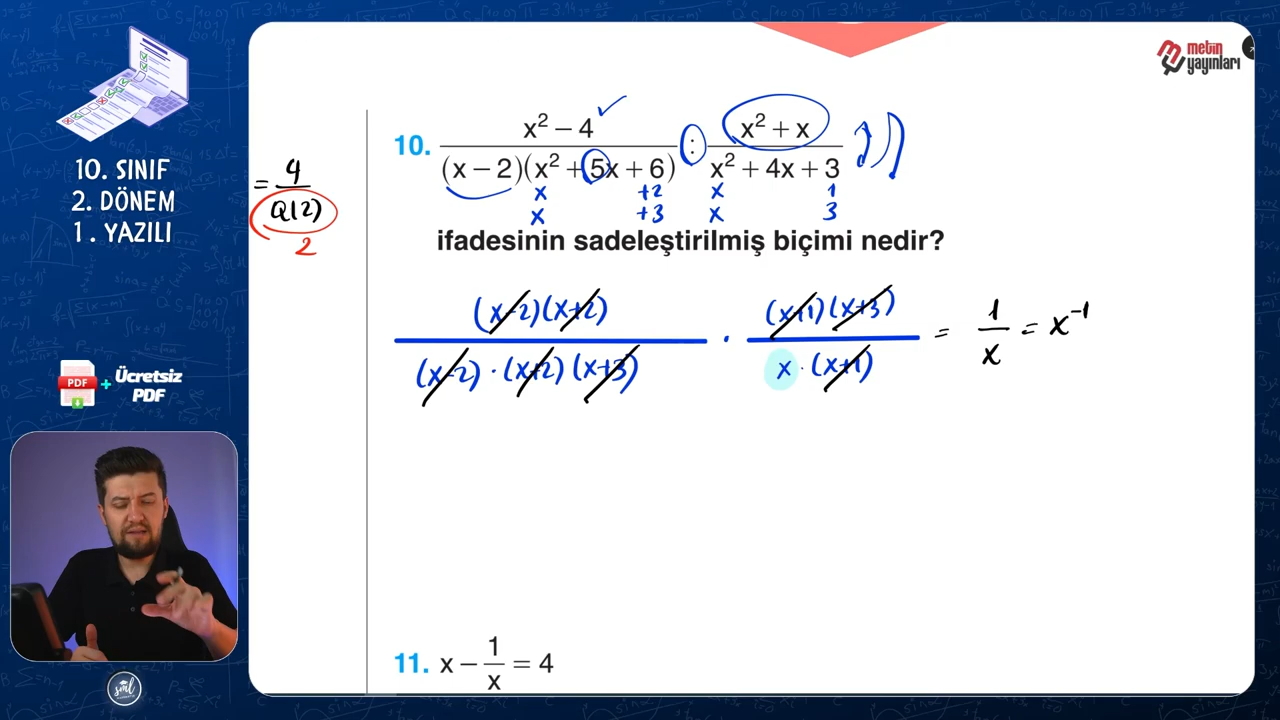 metin
yayınları
10. SINIF
2. DÖNEM
1. YAZILI
= 4 / Q(2)
2
10. x² − 4 / (x − 2)(x² + 5x + 6) : x² + x / x² + 4x + 3
x +2 x 1
x +3 x 3
ifadesinin sadeleştirilmiş biçimi nedir?
(x-2)(x+2) / (x-2)·(x+2)(x+3) · (x+1)(x+3) / x·(x+1) = 1 / x = x⁻¹
PDF + Ücretsiz
PDF
11. x − 1 / x = 4
sml